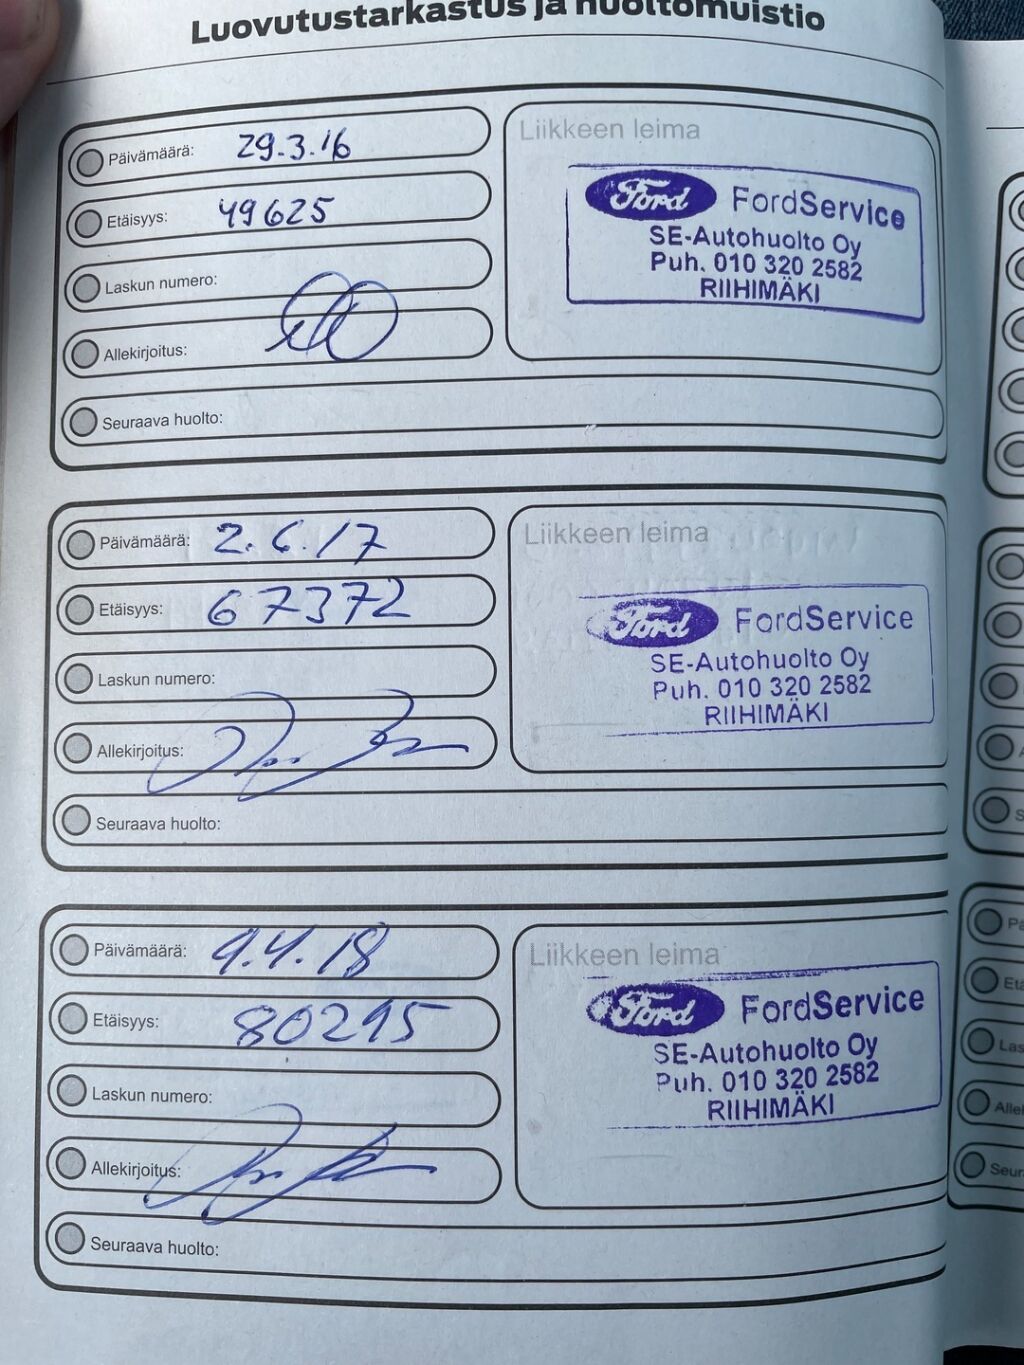 Luovutustarkastus ja huoltomuistio
Päivämäärä: 29.3.16
Etäisyys: 49625
Laskun numero:
Allekirjoitus:
Seuraava huolto:
Liikkeen leima
Ford FordService
SE-Autohuolto Oy
Puh. 010 320 2582
RIIHIMÄKI
Päivämäärä: 2.6.17
Etäisyys: 67372
Laskun numero:
Allekirjoitus:
Seuraava huolto:
Liikkeen leima
Ford FordService
SE-Autohuolto Oy
Puh. 010 320 2582
RIIHIMÄKI
Päivämäärä: 9.4.18
Etäisyys: 80295
Laskun numero:
Allekirjoitus:
Seuraava huolto:
Liikkeen leima
Ford FordService
SE-Autohuolto Oy
Puh. 010 320 2582
RIIHIMÄKI